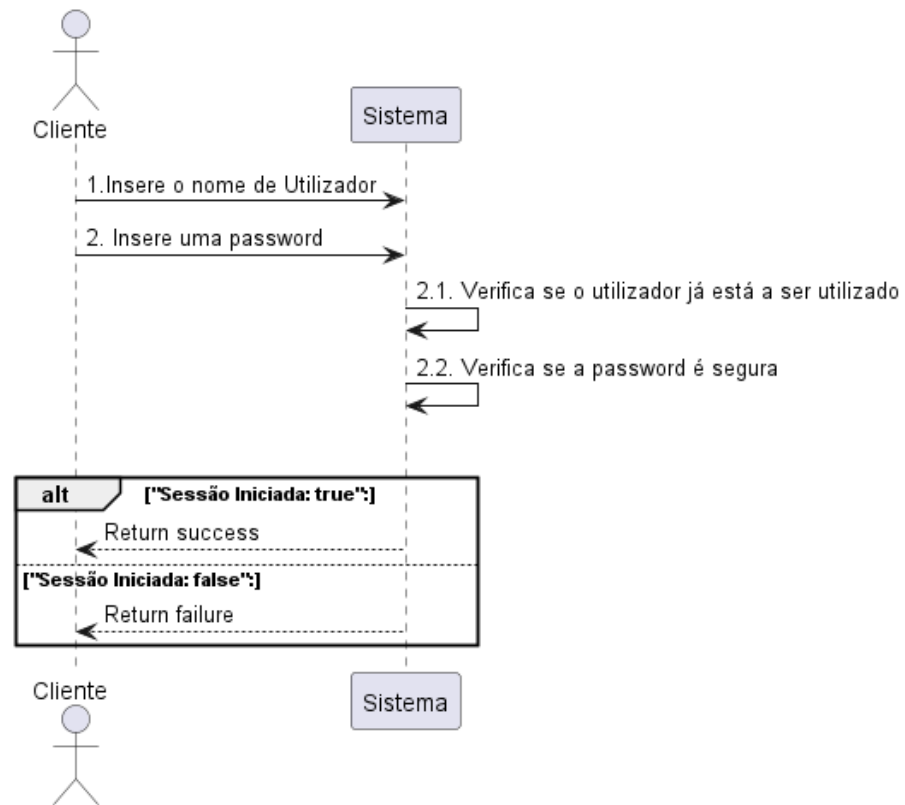 Cliente
Sistema
1.Insere o nome de Utilizador
2. Insere uma password
2.1. Verifica se o utilizador já está a ser utilizado
2.2. Verifica se a password é segura
alt ["Sessão Iniciada: true":]
Return success
["Sessão Iniciada: false":]
Return failure
Cliente
Sistema